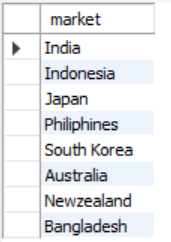 market
India
Indonesia
Japan
Philiphines
South Korea
Australia
Newzealand
Bangladesh